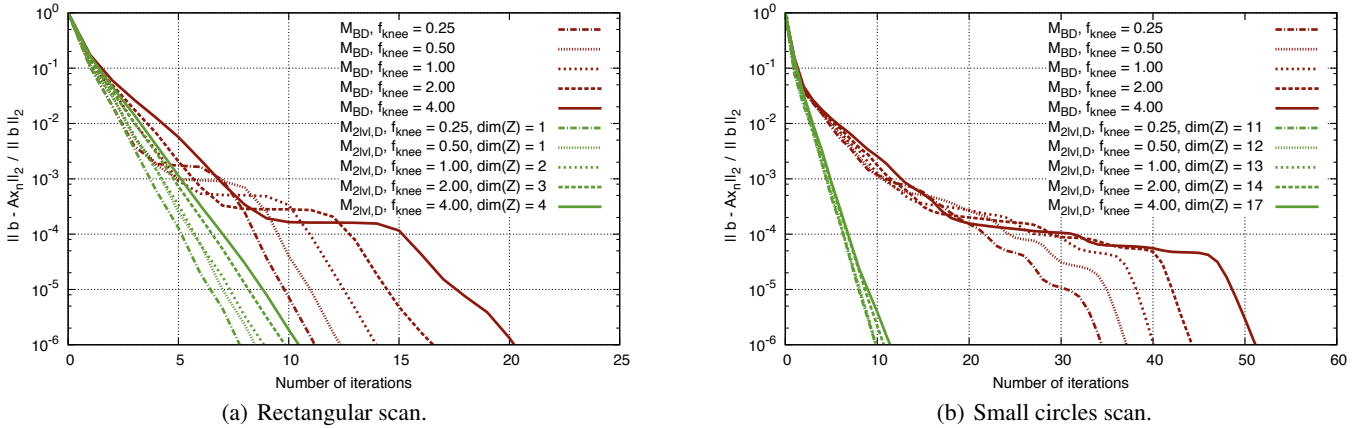 || b - Ax_n||_2 / || b ||_2
10^0
10^-1
10^-2
10^-3
10^-4
10^-5
10^-6
0 5 10 15 20 25
Number of iterations
M_BD, f_knee = 0.25
M_BD, f_knee = 0.50
M_BD, f_knee = 1.00
M_BD, f_knee = 2.00
M_BD, f_knee = 4.00
M_2lvl,D, f_knee = 0.25, dim(Z) = 1
M_2lvl,D, f_knee = 0.50, dim(Z) = 1
M_2lvl,D, f_knee = 1.00, dim(Z) = 2
M_2lvl,D, f_knee = 2.00, dim(Z) = 3
M_2lvl,D, f_knee = 4.00, dim(Z) = 4
(a) Rectangular scan.
|| b - Ax_n||_2 / || b ||_2
10^0
10^-1
10^-2
10^-3
10^-4
10^-5
10^-6
0 10 20 30 40 50 60
Number of iterations
M_BD, f_knee = 0.25
M_BD, f_knee = 0.50
M_BD, f_knee = 1.00
M_BD, f_knee = 2.00
M_BD, f_knee = 4.00
M_2lvl,D, f_knee = 0.25, dim(Z) = 11
M_2lvl,D, f_knee = 0.50, dim(Z) = 12
M_2lvl,D, f_knee = 1.00, dim(Z) = 13
M_2lvl,D, f_knee = 2.00, dim(Z) = 14
M_2lvl,D, f_knee = 4.00, dim(Z) = 17
(b) Small circles scan.